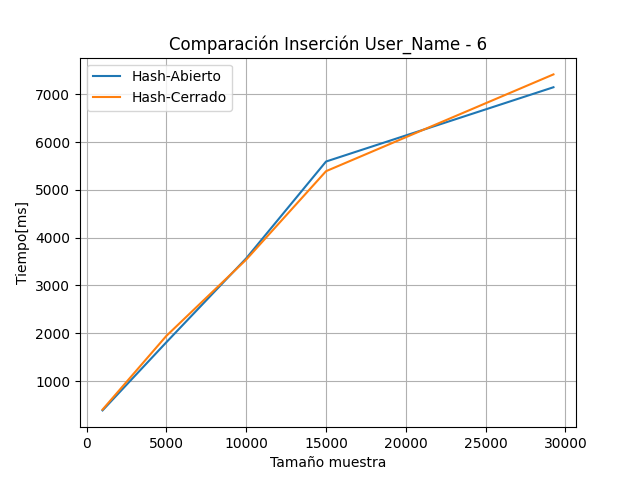 Comparación Inserción User_Name - 6
Hash-Abierto
Hash-Cerrado
Tiempo[ms]
7000
6000
5000
4000
3000
2000
1000
0 5000 10000 15000 20000 25000 30000
Tamaño muestra